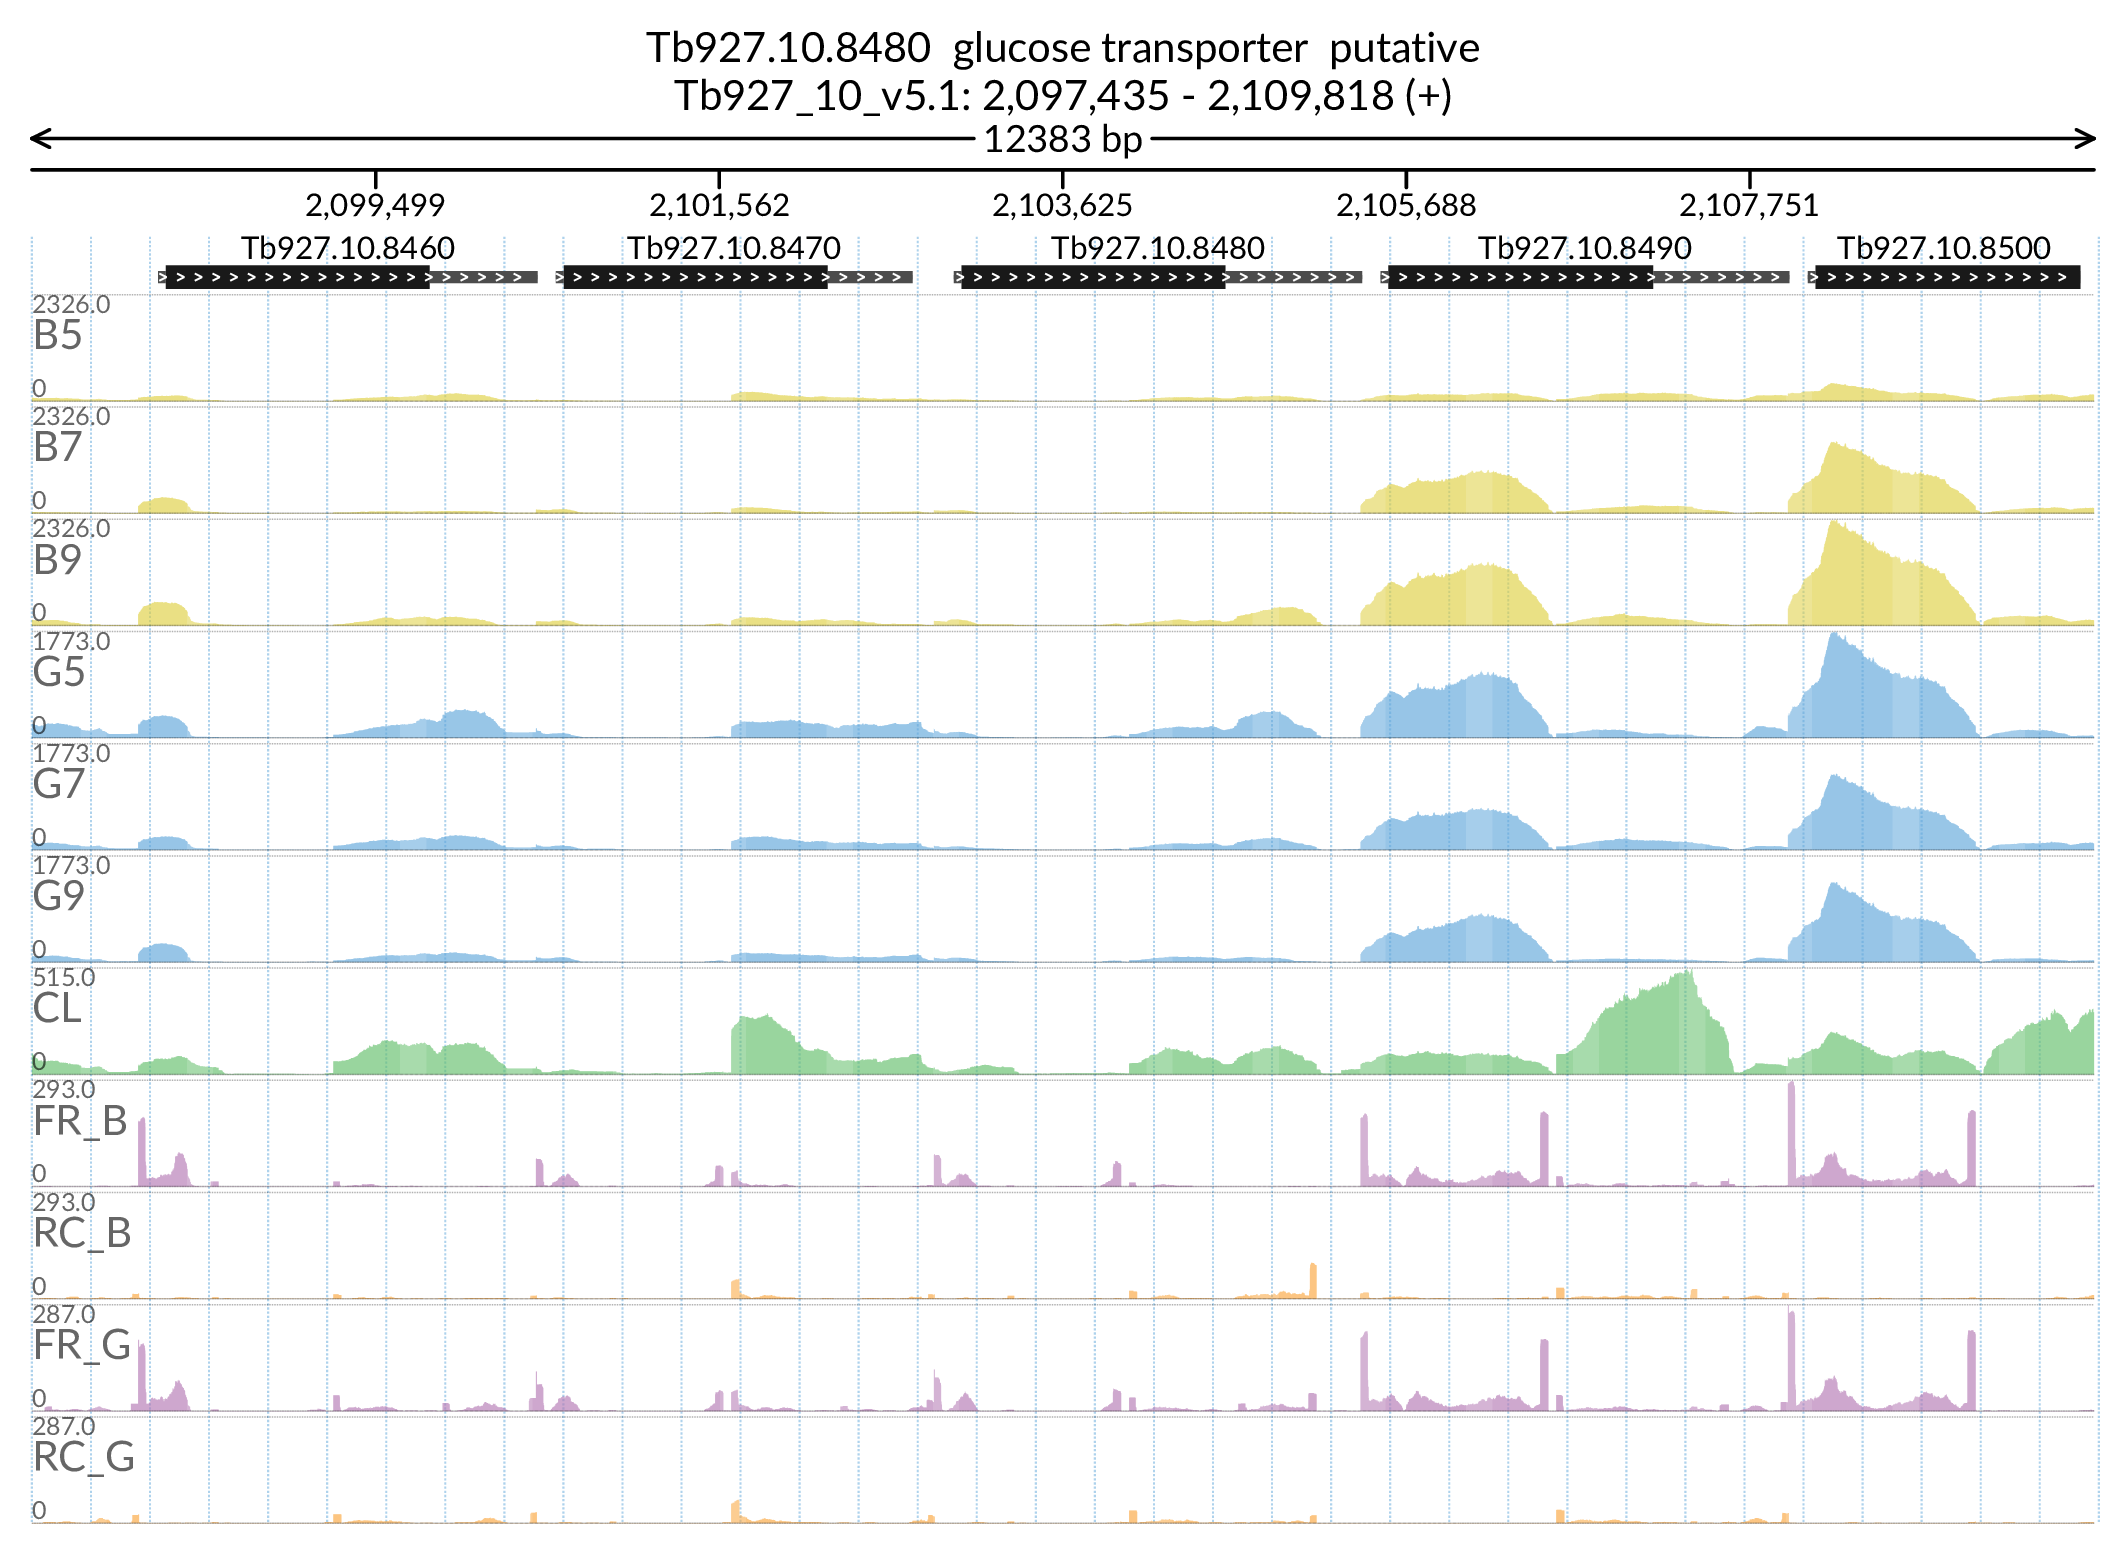 Tb927.10.8480 glucose transporter putative
Tb927_10_v5.1: 2,097,435 - 2,109,818 (+)
12383 bp
2,099,499 2,101,562 2,103,625 2,105,688 2,107,751
Tb927.10.8460 Tb927.10.8470 Tb927.10.8480 Tb927.10.8490 Tb927.10.8500
2326.0
B5
0
2326.0
B7
0
2326.0
B9
0
1773.0
G5
0
1773.0
G7
0
1773.0
G9
0
515.0
CL
0
293.0
FR_B
0
293.0
RC_B
0
287.0
FR_G
0
287.0
RC_G
0